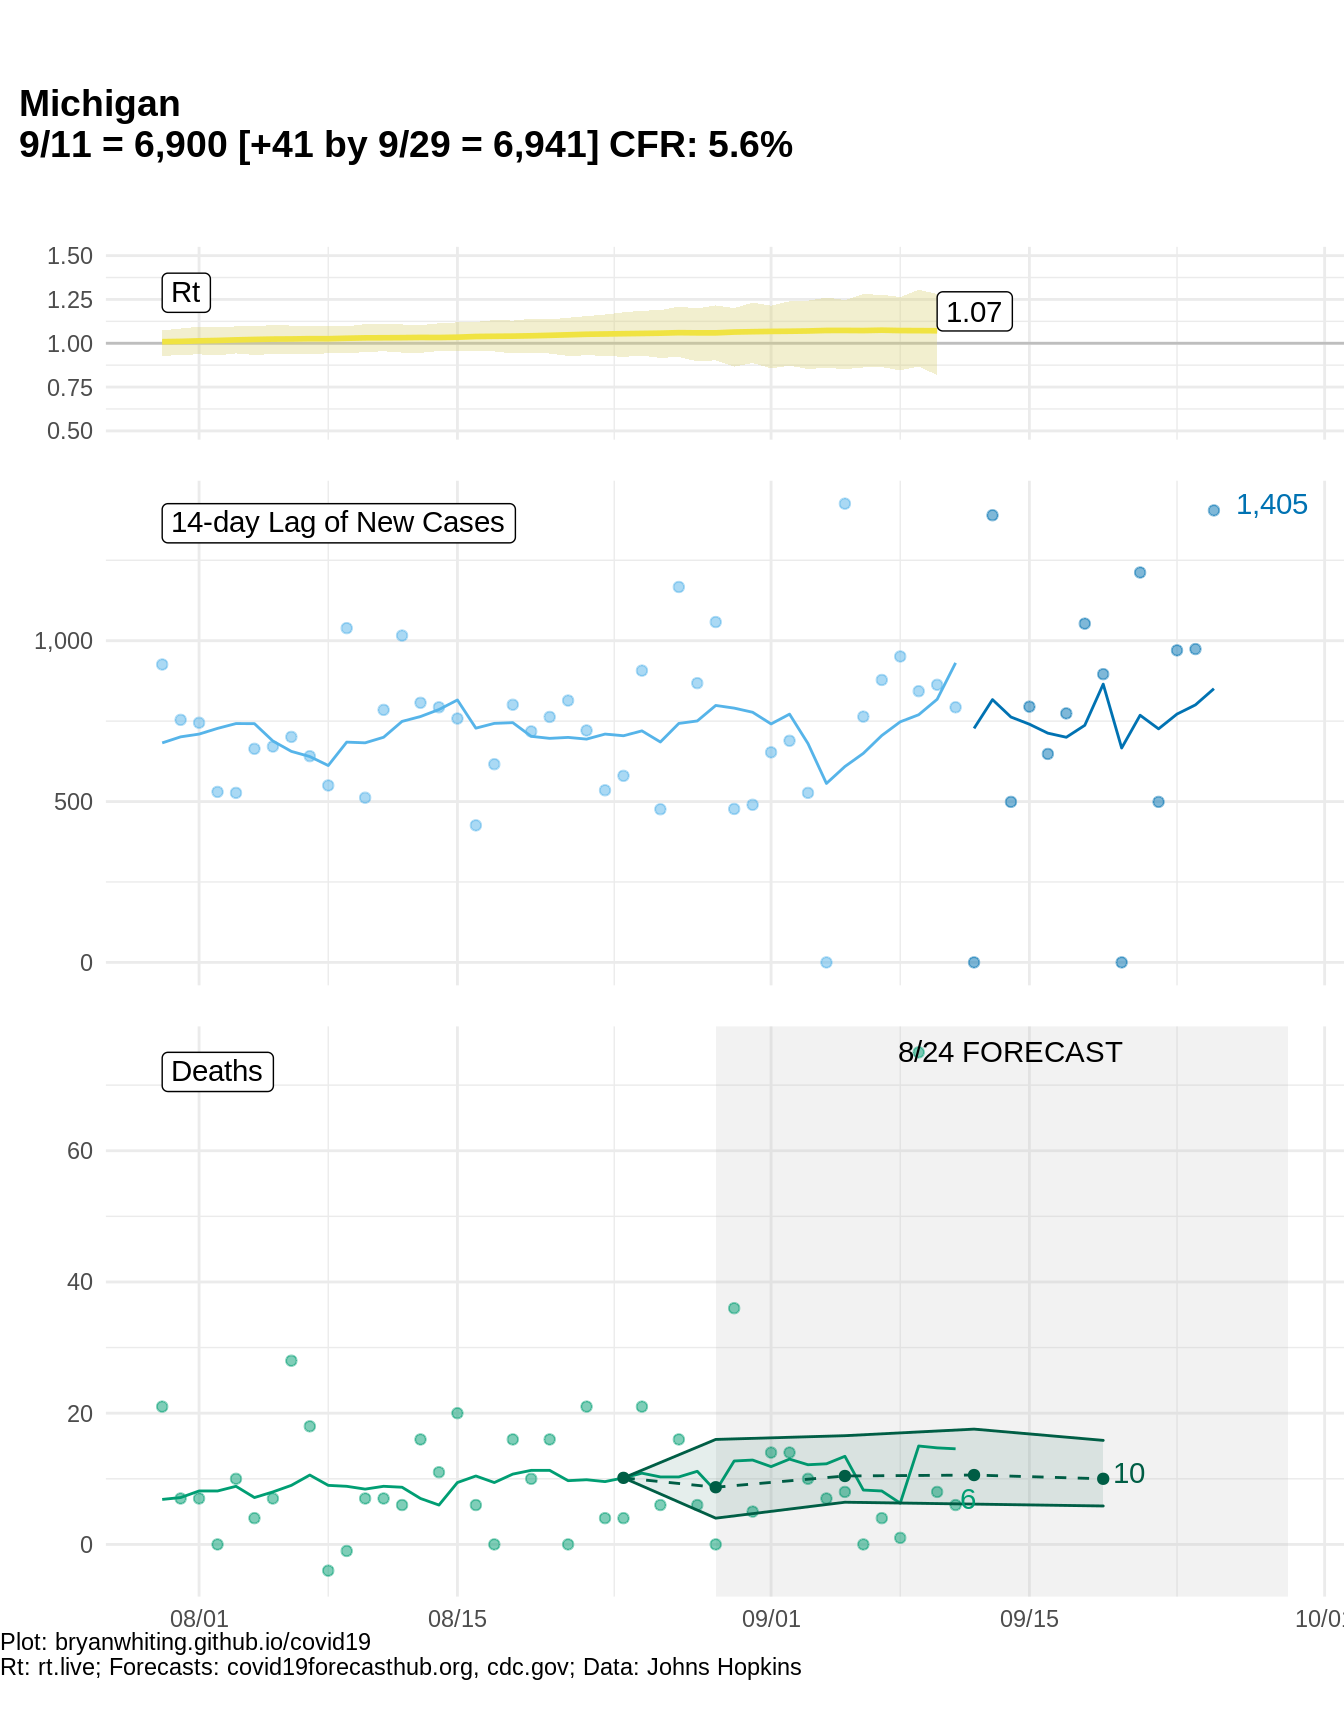 Michigan
9/11 = 6,900 [+41 by 9/29 = 6,941] CFR: 5.6%
1.50
1.25
1.00
0.75
0.50
Rt
1.07
14-day Lag of New Cases
1,405
1,000
500
0
Deaths
8/24 FORECAST
60
40
20
0
10
6
08/01 08/15 09/01 09/15 10/01
Plot: bryanwhiting.github.io/covid19
Rt: rt.live; Forecasts: covid19forecasthub.org, cdc.gov; Data: Johns Hopkins